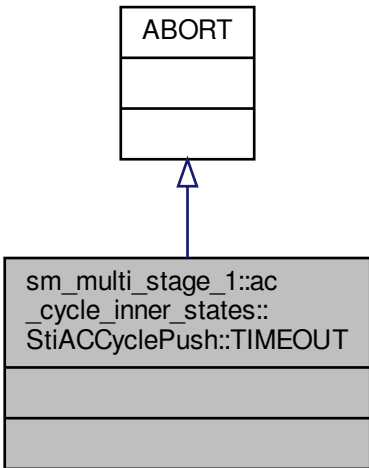 ABORT
sm_multi_stage_1::ac
_cycle_inner_states::
StiACCyclePush::TIMEOUT